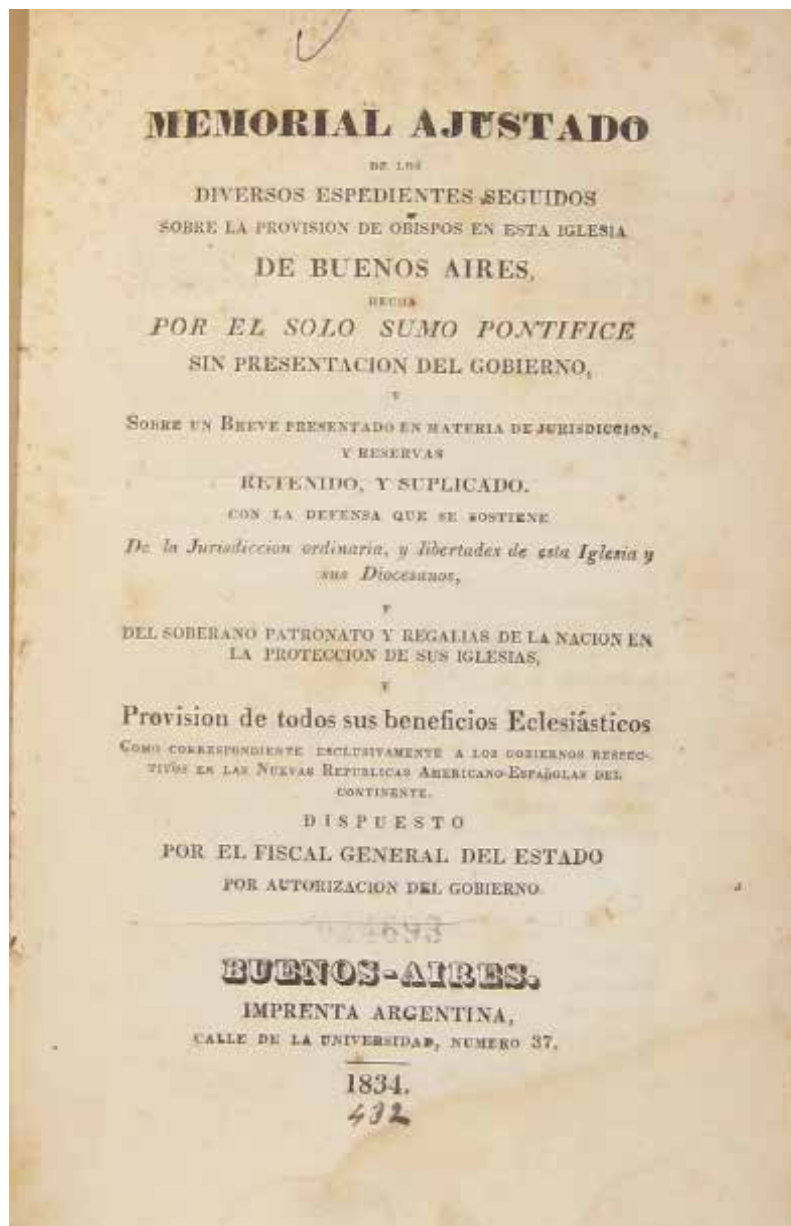 MEMORIAL AJUSTADO
DE LOS
DIVERSOS ESPEDIENTES SEGUIDOS
SOBRE LA PROVISION DE OBISPOS EN ESTA IGLESIA
DE BUENOS AIRES,
HECHA
POR EL SOLO SUMO PONTIFICE
SIN PRESENTACION DEL GOBIERNO,
Y
SOBRE UN BREVE PRESENTADO EN MATERIA DE JURISDICCION,
Y RESERVAS
RETENIDO, Y SUPLICADO.
CON LA DEFENSA QUE SE SOSTIENE
De la Jurisdiccion ordinaria, y libertades de esta Iglesia y
sus Diocesanos,
Y
DEL SOBERANO PATRONATO Y REGALIAS DE LA NACION EN
LA PROTECCION DE SUS IGLESIAS,
Y
Provision de todos sus beneficios Eclesiásticos
COMO CORRESPONDIENTE ESCLUSIVAMENTE A LOS GOBIERNOS RESPEC-
TIVOS EN LAS NUEVAS REPUBLICAS AMERICANO-ESPAÑOLAS DEL
CONTINENTE.
DISPUESTO
POR EL FISCAL GENERAL DEL ESTADO
POR AUTORIZACION DEL GOBIERNO
BUENOS-AIRES.
IMPRENTA ARGENTINA,
CALLE DE LA UNIVERSIDAD, NUMERO 37.
1834.
432